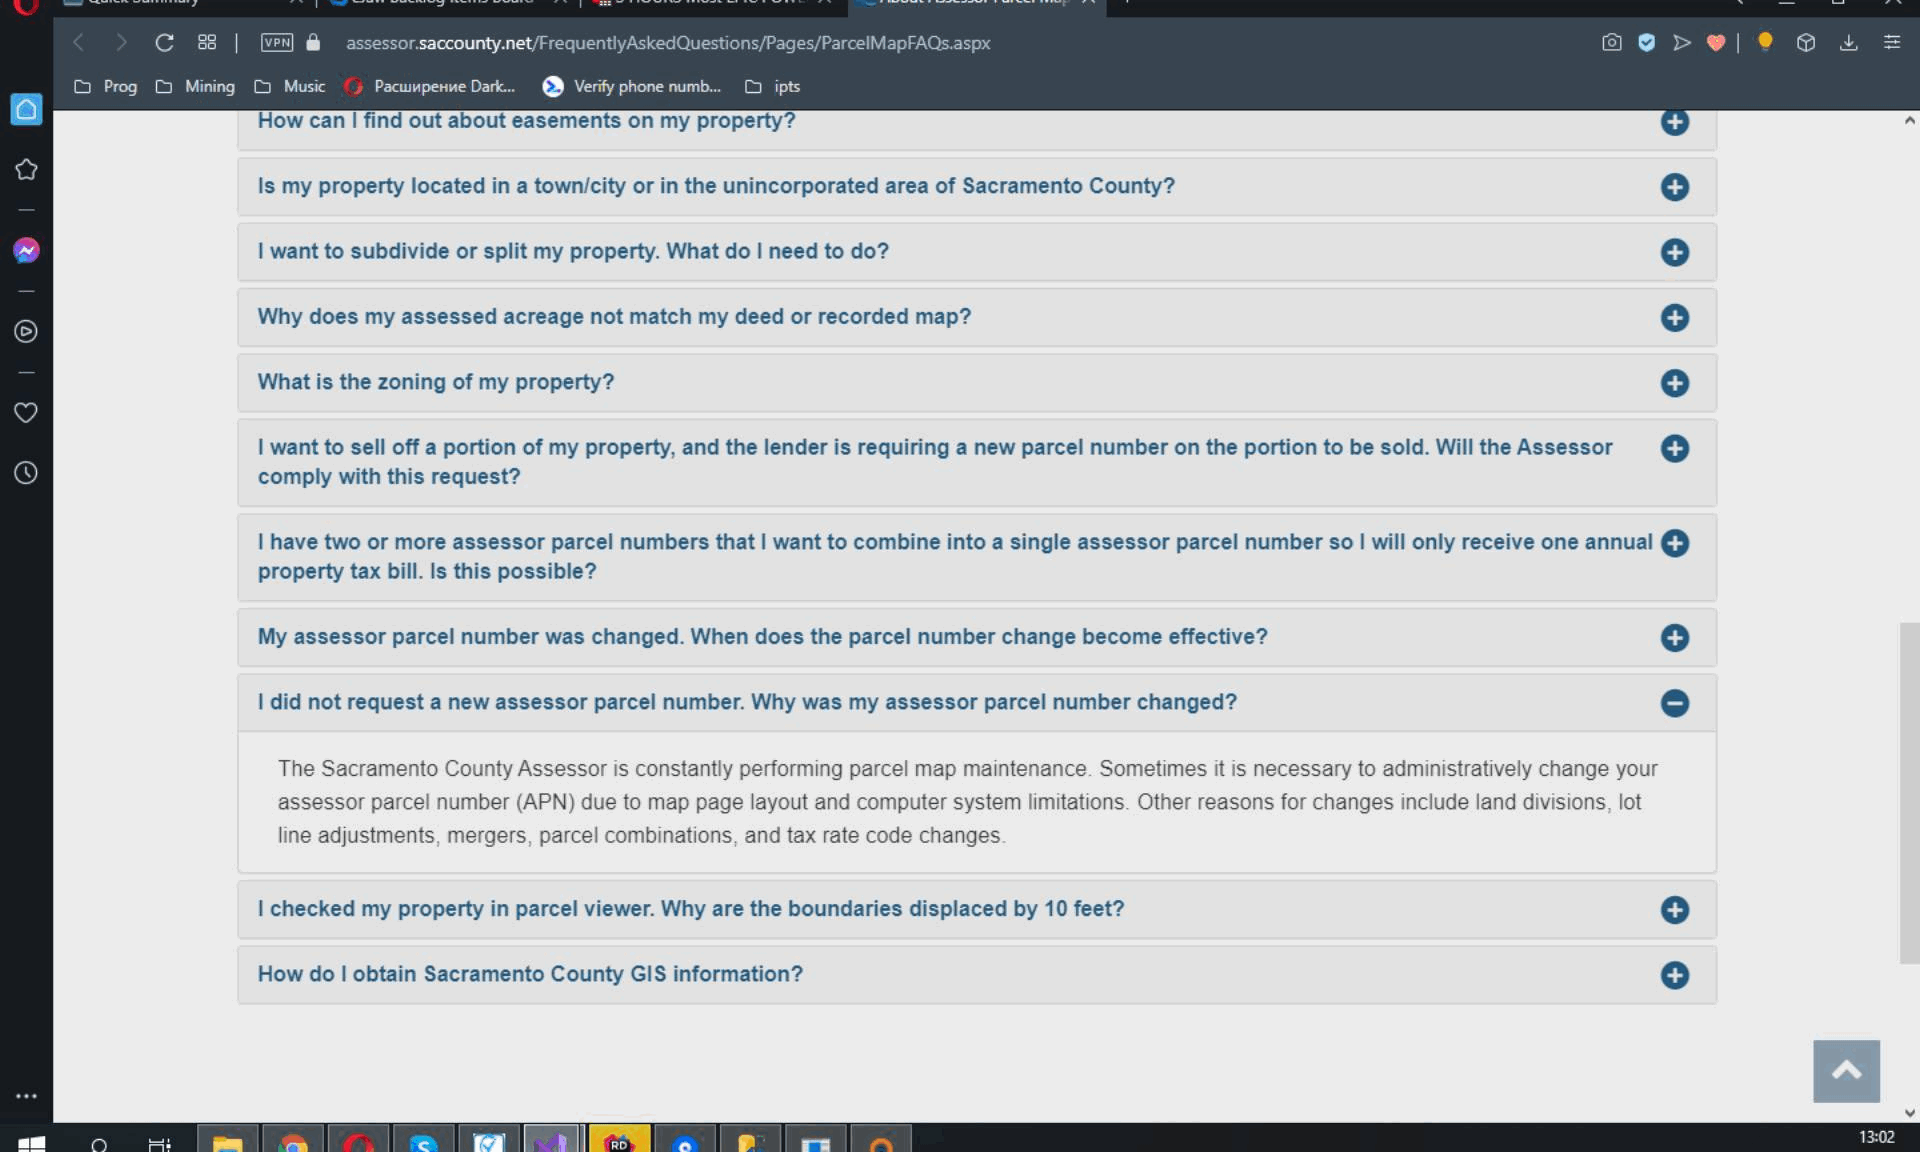 Quick Summary
VPN assessor.saccounty.net/FrequentlyAskedQuestions/Pages/ParcelMapFAQs.aspx
Prog Mining Music Расширение Dark... Verify phone numb... ipts
How can I find out about easements on my property?
Is my property located in a town/city or in the unincorporated area of Sacramento County?
I want to subdivide or split my property. What do I need to do?
Why does my assessed acreage not match my deed or recorded map?
What is the zoning of my property?
I want to sell off a portion of my property, and the lender is requiring a new parcel number on the portion to be sold. Will the Assessor
comply with this request?
I have two or more assessor parcel numbers that I want to combine into a single assessor parcel number so I will only receive one annual
property tax bill. Is this possible?
My assessor parcel number was changed. When does the parcel number change become effective?
I did not request a new assessor parcel number. Why was my assessor parcel number changed?
The Sacramento County Assessor is constantly performing parcel map maintenance. Sometimes it is necessary to administratively change your
assessor parcel number (APN) due to map page layout and computer system limitations. Other reasons for changes include land divisions, lot
line adjustments, mergers, parcel combinations, and tax rate code changes.
I checked my property in parcel viewer. Why are the boundaries displaced by 10 feet?
How do I obtain Sacramento County GIS information?
RD
13:02